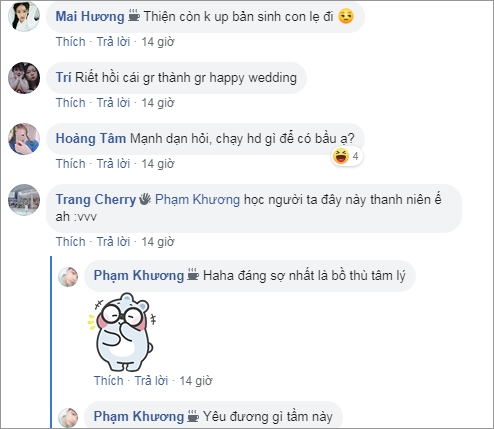 Mai Hương Thiện còn k up bản sinh con lẹ đi
Thích · Trả lời · 14 giờ
Trí Riết hồi cái gr thành gr happy wedding
Thích · Trả lời · 14 giờ
Hoảng Tâm Mạnh dạn hỏi, chạy hd gì để có bầu ạ?
4
Thích · Trả lời · 14 giờ
Trang Cherry Phạm Khương học người ta đây này thanh niên ế
ah :vvv
Thích · Trả lời · 14 giờ
Phạm Khương Haha đáng sợ nhất là bồ thù tâm lý
Thích · Trả lời · 14 giờ
Phạm Khương Yêu đương gì tầm này